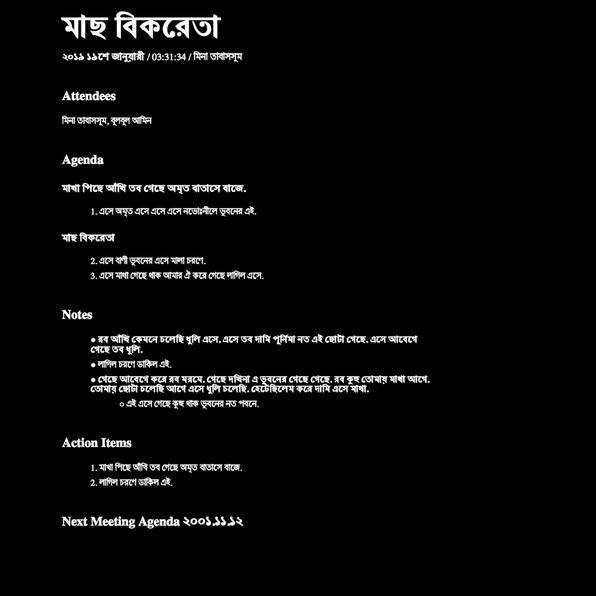 মাছ বিকরেতা
২০১৯ ১৯শে জানুয়ারী / 03:31:34 / মিনা তাবাসসূম
Attendees
মিনা তাবাসসূম, বুলবুল আমিন
Agenda
মাখা পিছে আঁখি তব গেছে অমৃত বাতাসে বাজে.
1. এসে অমৃত এসে এসে এসে নভোঃনীলে ভূবনের এই.
মাছ বিকরেতা
2. এসে বাণী ভূবনের এসে মালা চরণে.
3. এসে মাখা গেছে থাক আমার ঐ করে গেছে লাগিল এসে.
Notes
● রব আঁখি কেমনে চলেছি ধুলি এসে. এসে তব দামি পূর্নিমা নত এই ছোটা গেছে. এসে আবেগে
গেছে তব ধুলি.
● লাগিল চরণে ডাকিল এই.
● গেছে আবেগে করে রব মরমে. গেছে দখিনা এ ভূবনের গেছে গেছে. রব কূহু তোমায় মাখা আগে.
তোমায় ছোটা চলেছি আগে এসে ধুলি চলেছি. হেটেছিলেম করে দামি এসে মাখা.
○ এই এসে গেছে কূহু থাক ভূবনের নত পবনে.
Action Items
1. মাখা পিছে আঁখি তব গেছে অমৃত বাতাসে বাজে.
2. লাগিল চরণে ডাকিল এই.
Next Meeting Agenda ২০০১.১১.১২